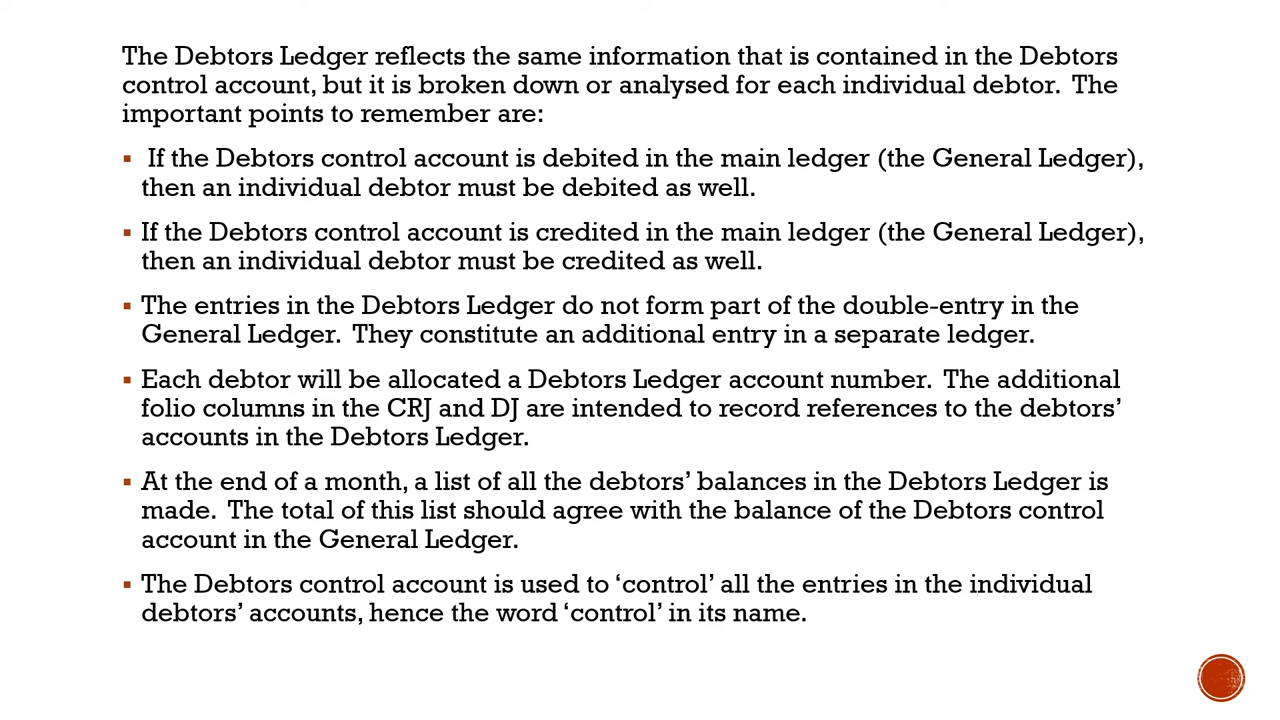 The Debtors Ledger reflects the same information that is contained in the Debtors
control account, but it is broken down or analysed for each individual debtor.  The
important points to remember are:
▪ If the Debtors control account is debited in the main ledger (the General Ledger),
then an individual debtor must be debited as well.
▪ If the Debtors control account is credited in the main ledger (the General Ledger),
then an individual debtor must be credited as well.
▪ The entries in the Debtors Ledger do not form part of the double-entry in the
General Ledger.  They constitute an additional entry in a separate ledger.
▪ Each debtor will be allocated a Debtors Ledger account number.  The additional
folio columns in the CRJ and DJ are intended to record references to the debtors’
accounts in the Debtors Ledger.
▪ At the end of a month, a list of all the debtors’ balances in the Debtors Ledger is
made.  The total of this list should agree with the balance of the Debtors control
account in the General Ledger.
▪ The Debtors control account is used to ‘control’ all the entries in the individual
debtors’ accounts, hence the word ‘control’ in its name.